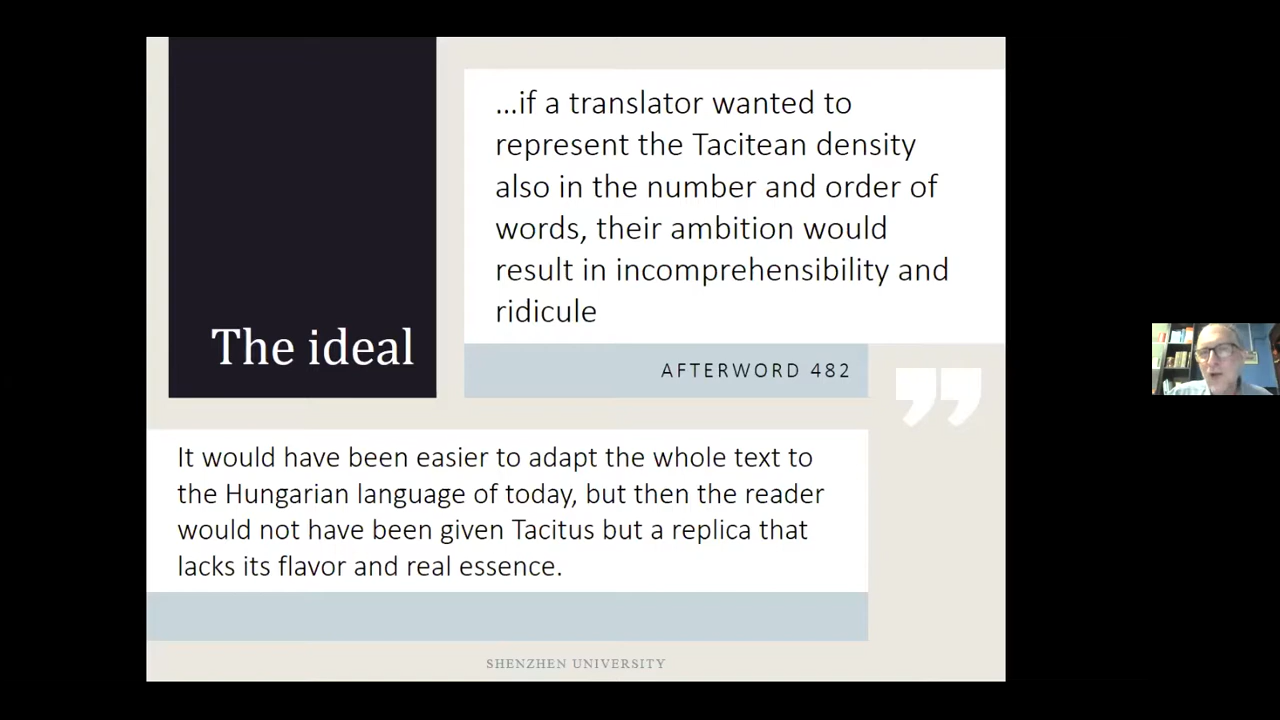 ...if a translator wanted to
represent the Tacitean density
also in the number and order of
words, their ambition would
result in incomprehensibility and
ridicule
The ideal
AFTERWORD 482
”
It would have been easier to adapt the whole text to
the Hungarian language of today, but then the reader
would not have been given Tacitus but a replica that
lacks its flavor and real essence.
SHENZHEN UNIVERSITY